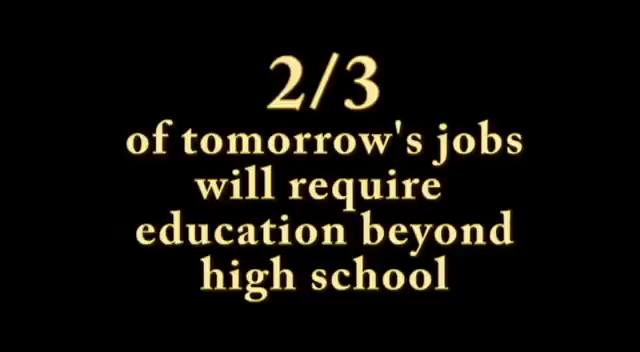 2/3
of tomorrow's jobs
will require
education beyond
high school